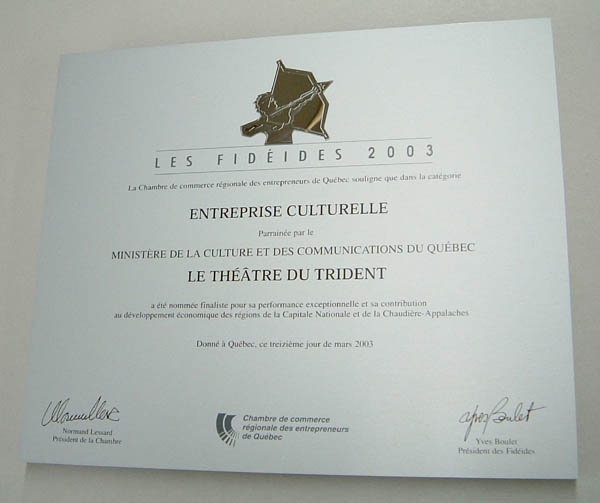 LES FIDÉIDES 2003
La Chambre de commerce régionale des entrepreneurs de Québec souligne que dans la catégorie
ENTREPRISE CULTURELLE
Parrainée par le
MINISTÈRE DE LA CULTURE ET DES COMMUNICATIONS DU QUÉBEC
LE THÉÂTRE DU TRIDENT
a été nommée finaliste pour sa performance exceptionnelle et sa contribution
au développement économique des régions de la Capitale Nationale et de la Chaudière-Appalaches
Donné à Québec, ce treizième jour de mars 2003
Normand Lessard
Président de la Chambre
Chambre de commerce
régionale des entrepreneurs
de Québec
Yves Boulet
Yves Boulet
Président des Fidéides